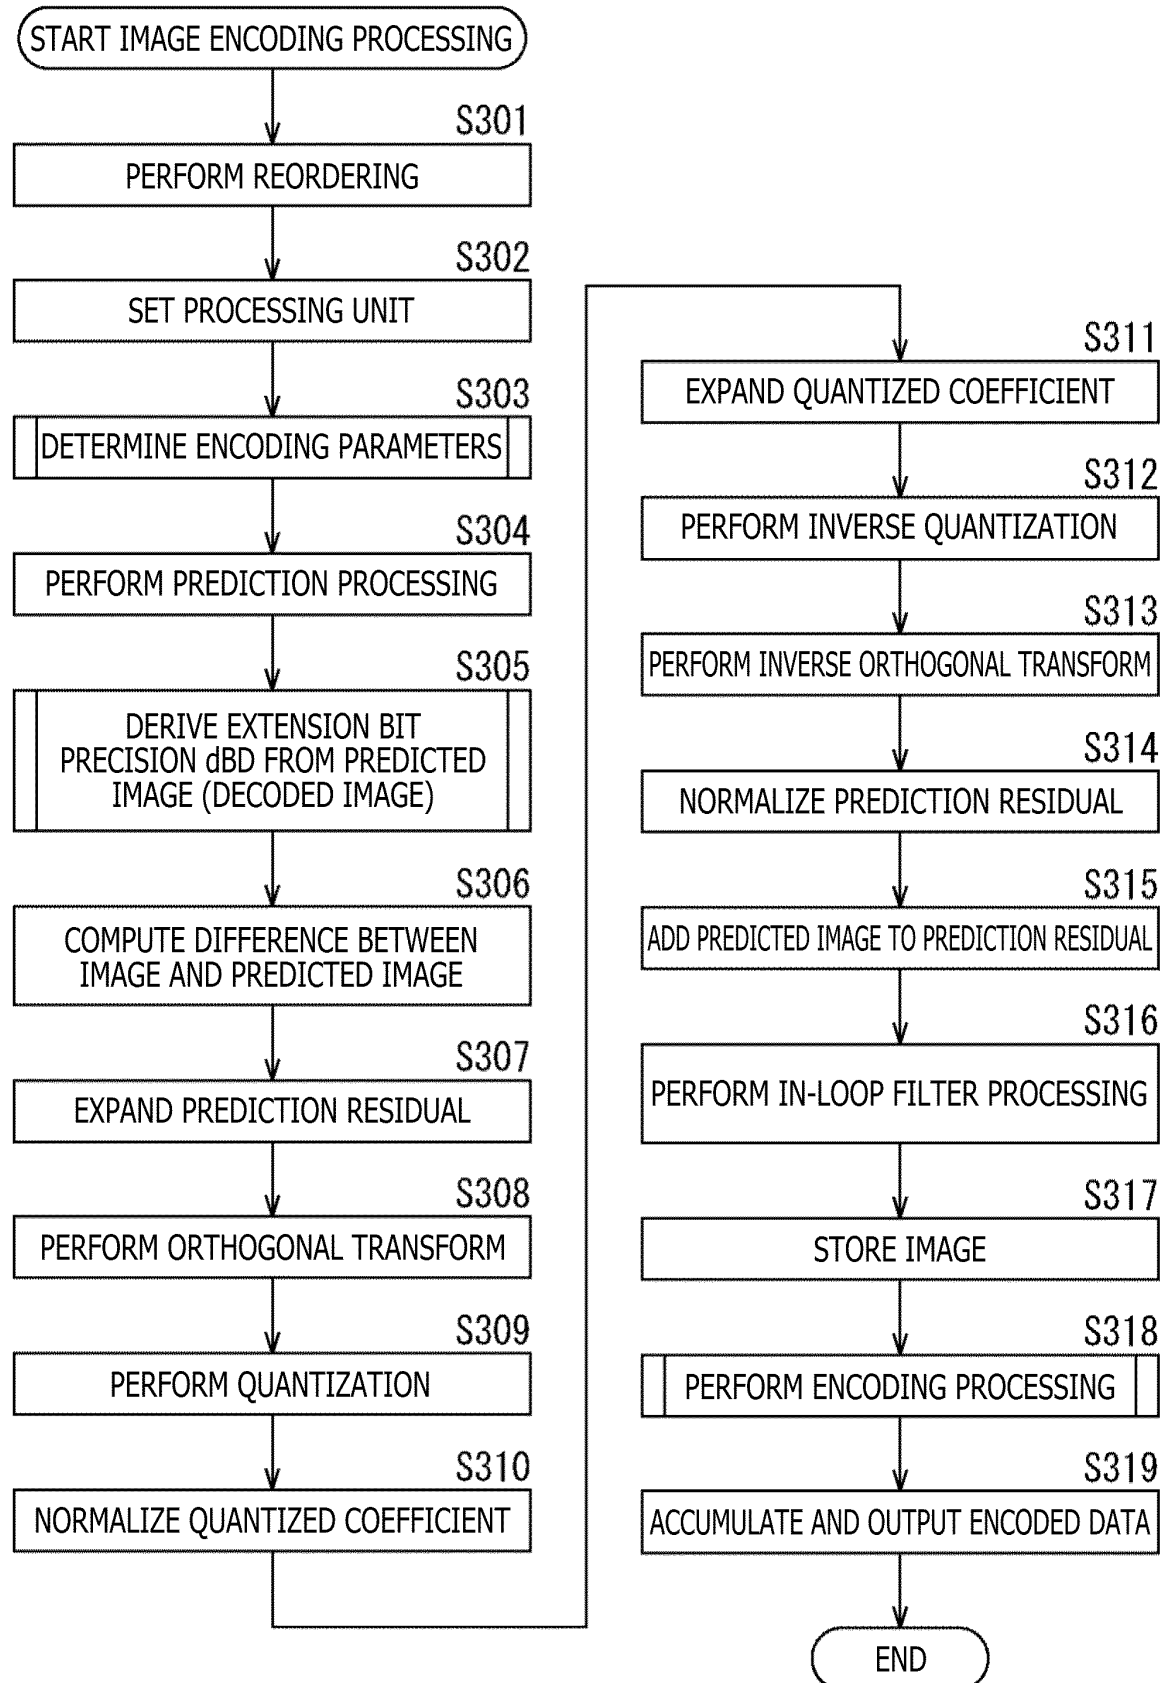 START IMAGE ENCODING PROCESSING
S301
PERFORM REORDERING
S302
SET PROCESSING UNIT
S303
DETERMINE ENCODING PARAMETERS
S304
PERFORM PREDICTION PROCESSING
S305
DERIVE EXTENSION BIT
PRECISION dBD FROM PREDICTED
IMAGE (DECODED IMAGE)
S306
COMPUTE DIFFERENCE BETWEEN
IMAGE AND PREDICTED IMAGE
S307
EXPAND PREDICTION RESIDUAL
S308
PERFORM ORTHOGONAL TRANSFORM
S309
PERFORM QUANTIZATION
S310
NORMALIZE QUANTIZED COEFFICIENT
S311
EXPAND QUANTIZED COEFFICIENT
S312
PERFORM INVERSE QUANTIZATION
S313
PERFORM INVERSE ORTHOGONAL TRANSFORM
S314
NORMALIZE PREDICTION RESIDUAL
S315
ADD PREDICTED IMAGE TO PREDICTION RESIDUAL
S316
PERFORM IN-LOOP FILTER PROCESSING
S317
STORE IMAGE
S318
PERFORM ENCODING PROCESSING
S319
ACCUMULATE AND OUTPUT ENCODED DATA
END